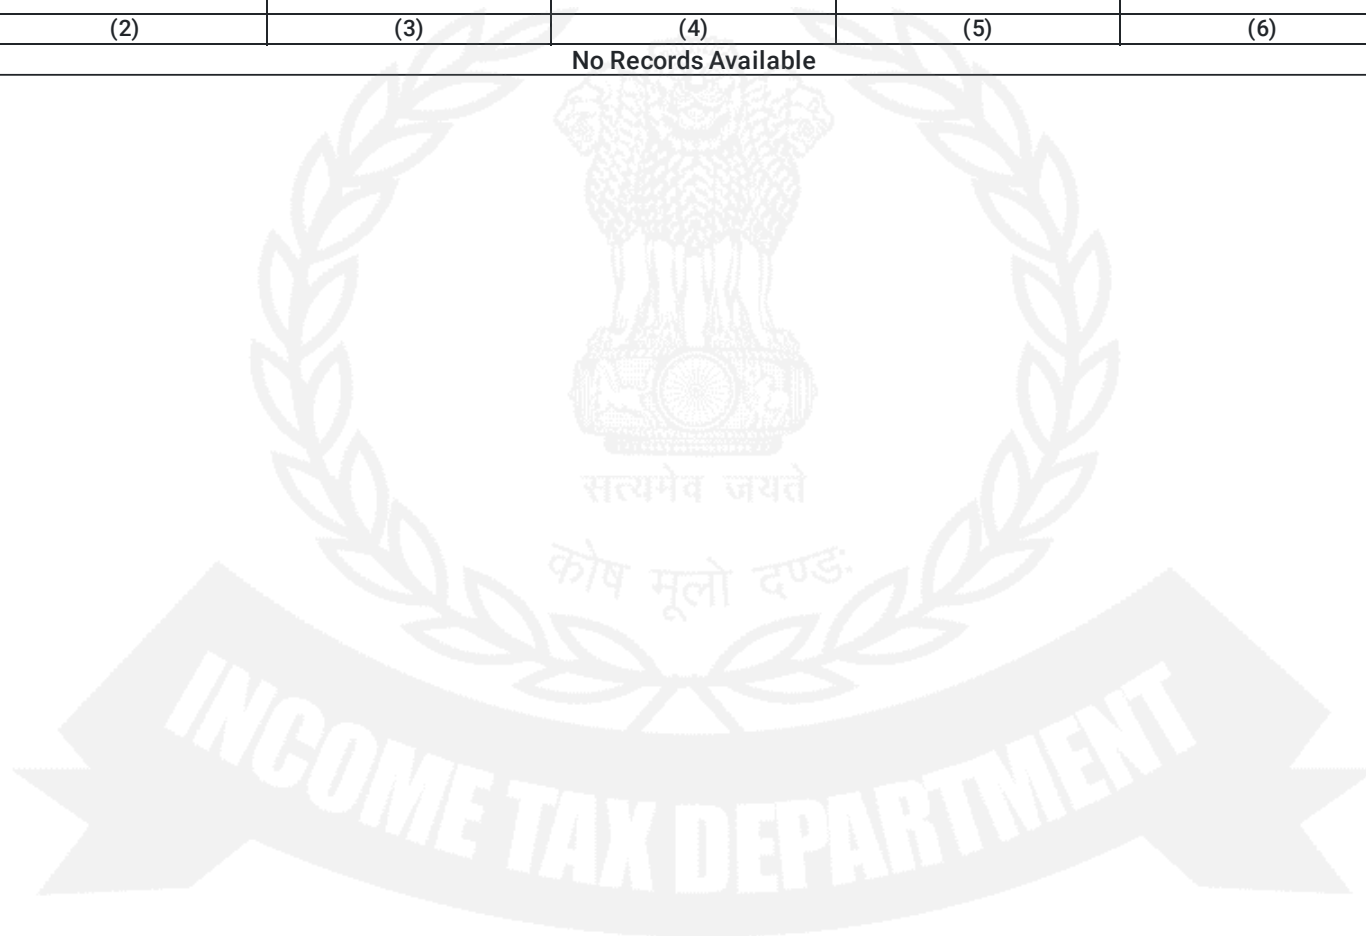 (2) (3) (4) (5) (6)
No Records Available
सत्यमेव जयते
कोष मूलो दण्डः
INCOME TAX DEPARTMENT